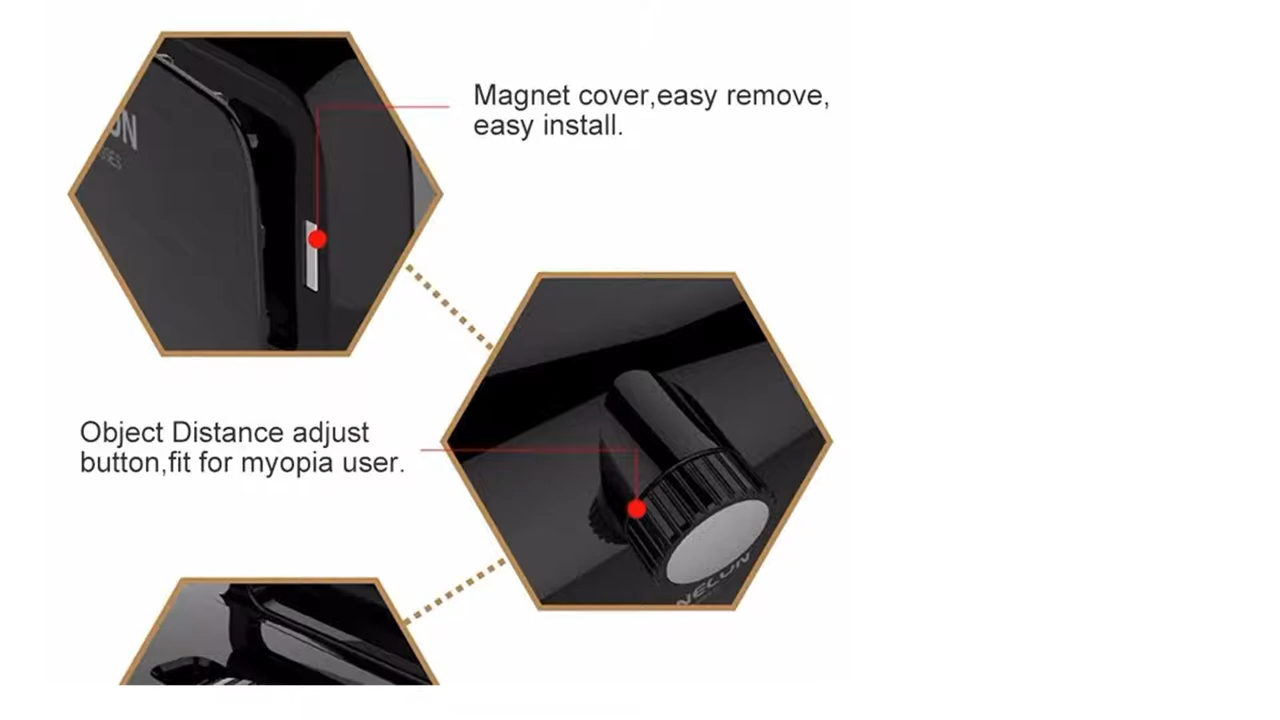 Magnet cover,easy remove,
easy install.
Object Distance adjust
button,fit for myopia user.